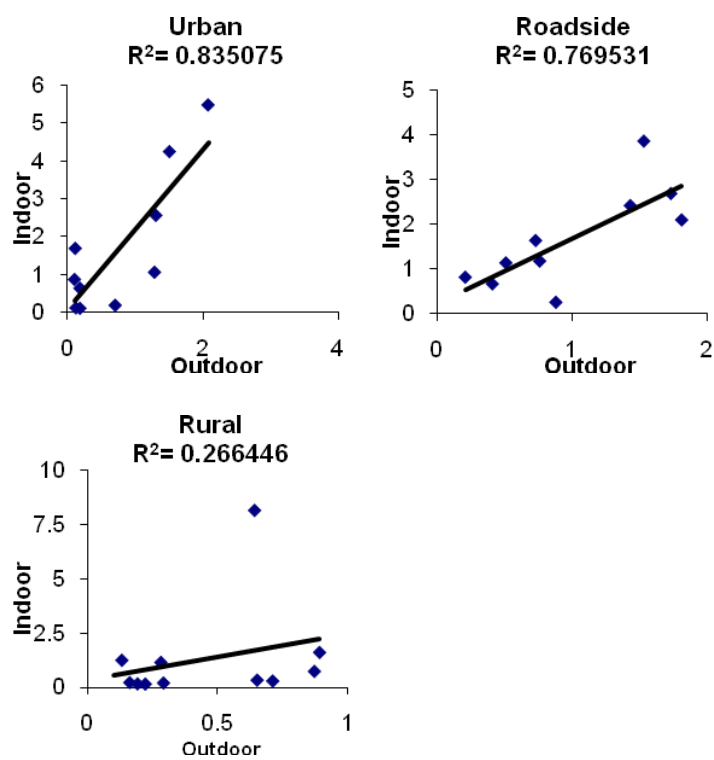 Urban
R²= 0.835075
6
5
4
3
2
1
0
Indoor
0
2
4
Outdoor
Roadside
R²= 0.769531
5
4
3
2
1
0
Indoor
0
1
2
Outdoor
Rural
R²= 0.266446
10
7.5
5
2.5
0
Indoor
0
0.5
1
Outdoor